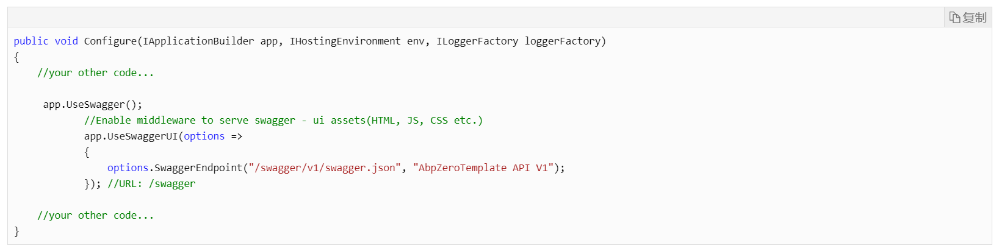 复制
public void Configure(IApplicationBuilder app, IHostingEnvironment env, ILoggerFactory loggerFactory)
{
    //your other code...

     app.UseSwagger();
            //Enable middleware to serve swagger - ui assets(HTML, JS, CSS etc.)
            app.UseSwaggerUI(options =>
            {
                options.SwaggerEndpoint("/swagger/v1/swagger.json", "AbpZeroTemplate API V1");
            }); //URL: /swagger

    //your other code...
}